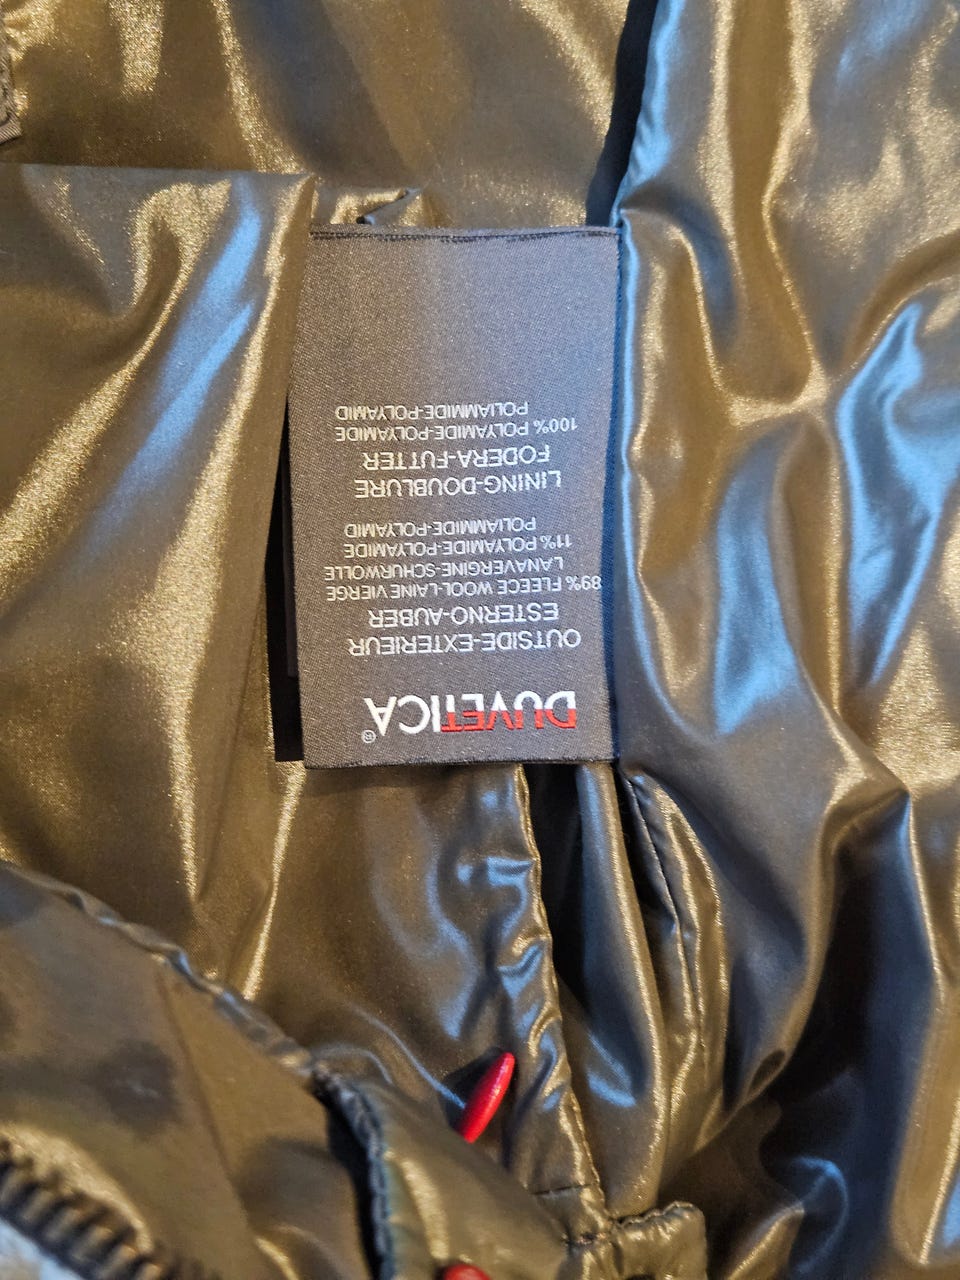 DUVETICA®
OUTSIDE-EXTERIEUR
ESTERNO-AUBER
89% FLEECE WOOL-LAINE VIERGE
LANAVERGINE-SCHURWOLLE
11% POLYAMIDE-POLYAMIDE
POLIAMMIDE-POLYAMID
LINING-DOUBLURE
FODERA-FUTTER
100% POLYAMIDE-POLYAMIDE
POLIAMMIDE-POLYAMID